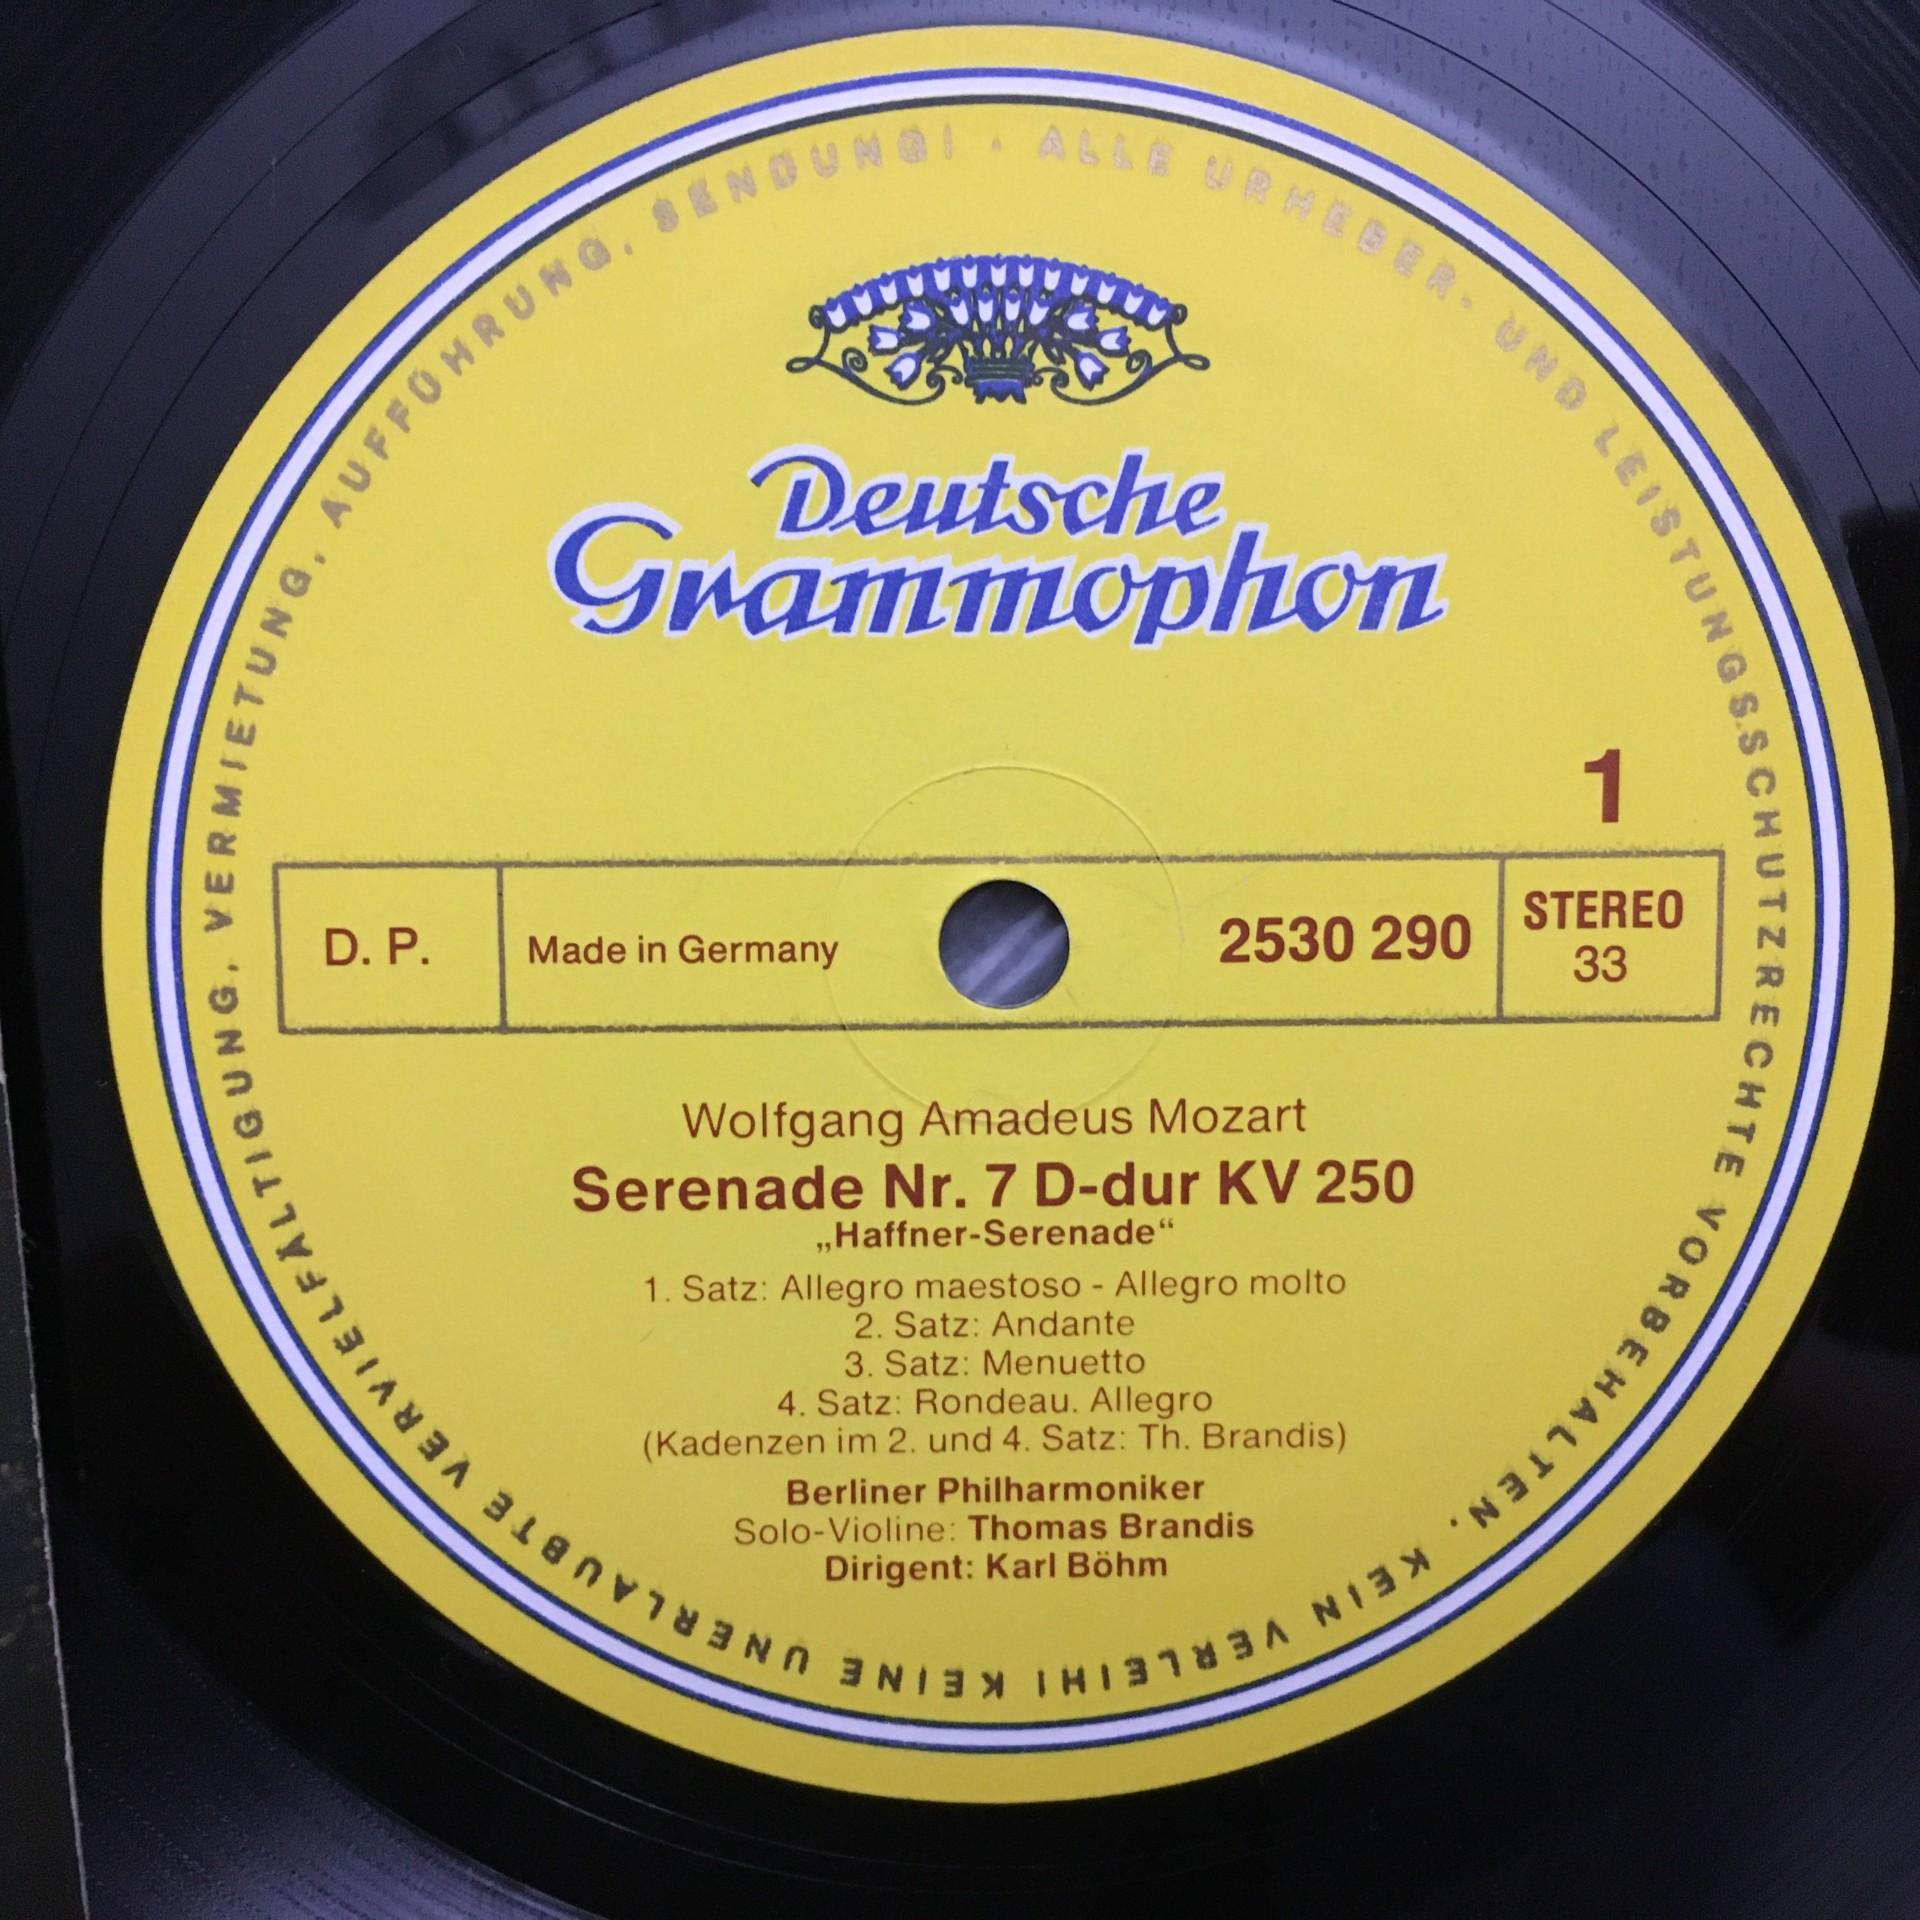 ALLE URHEBER- UND LEISTUNGSSCHUTZRECHTE VORBEHALTEN. KEIN VERLEIH! KEINE UNERLAUBTE VERVIELFÄLTIGUNG, VERMIETUNG, AUFFÜHRUNG, SENDUNG! ·
Deutsche
Grammophon
1
D. P.
Made in Germany
2530 290
STEREO
33
Wolfgang Amadeus Mozart
Serenade Nr. 7 D-dur KV 250
„Haffner-Serenade“
1. Satz: Allegro maestoso - Allegro molto
2. Satz: Andante
3. Satz: Menuetto
4. Satz: Rondeau. Allegro
(Kadenzen im 2. und 4. Satz: Th. Brandis)
Berliner Philharmoniker
Solo-Violine: Thomas Brandis
Dirigent: Karl Böhm